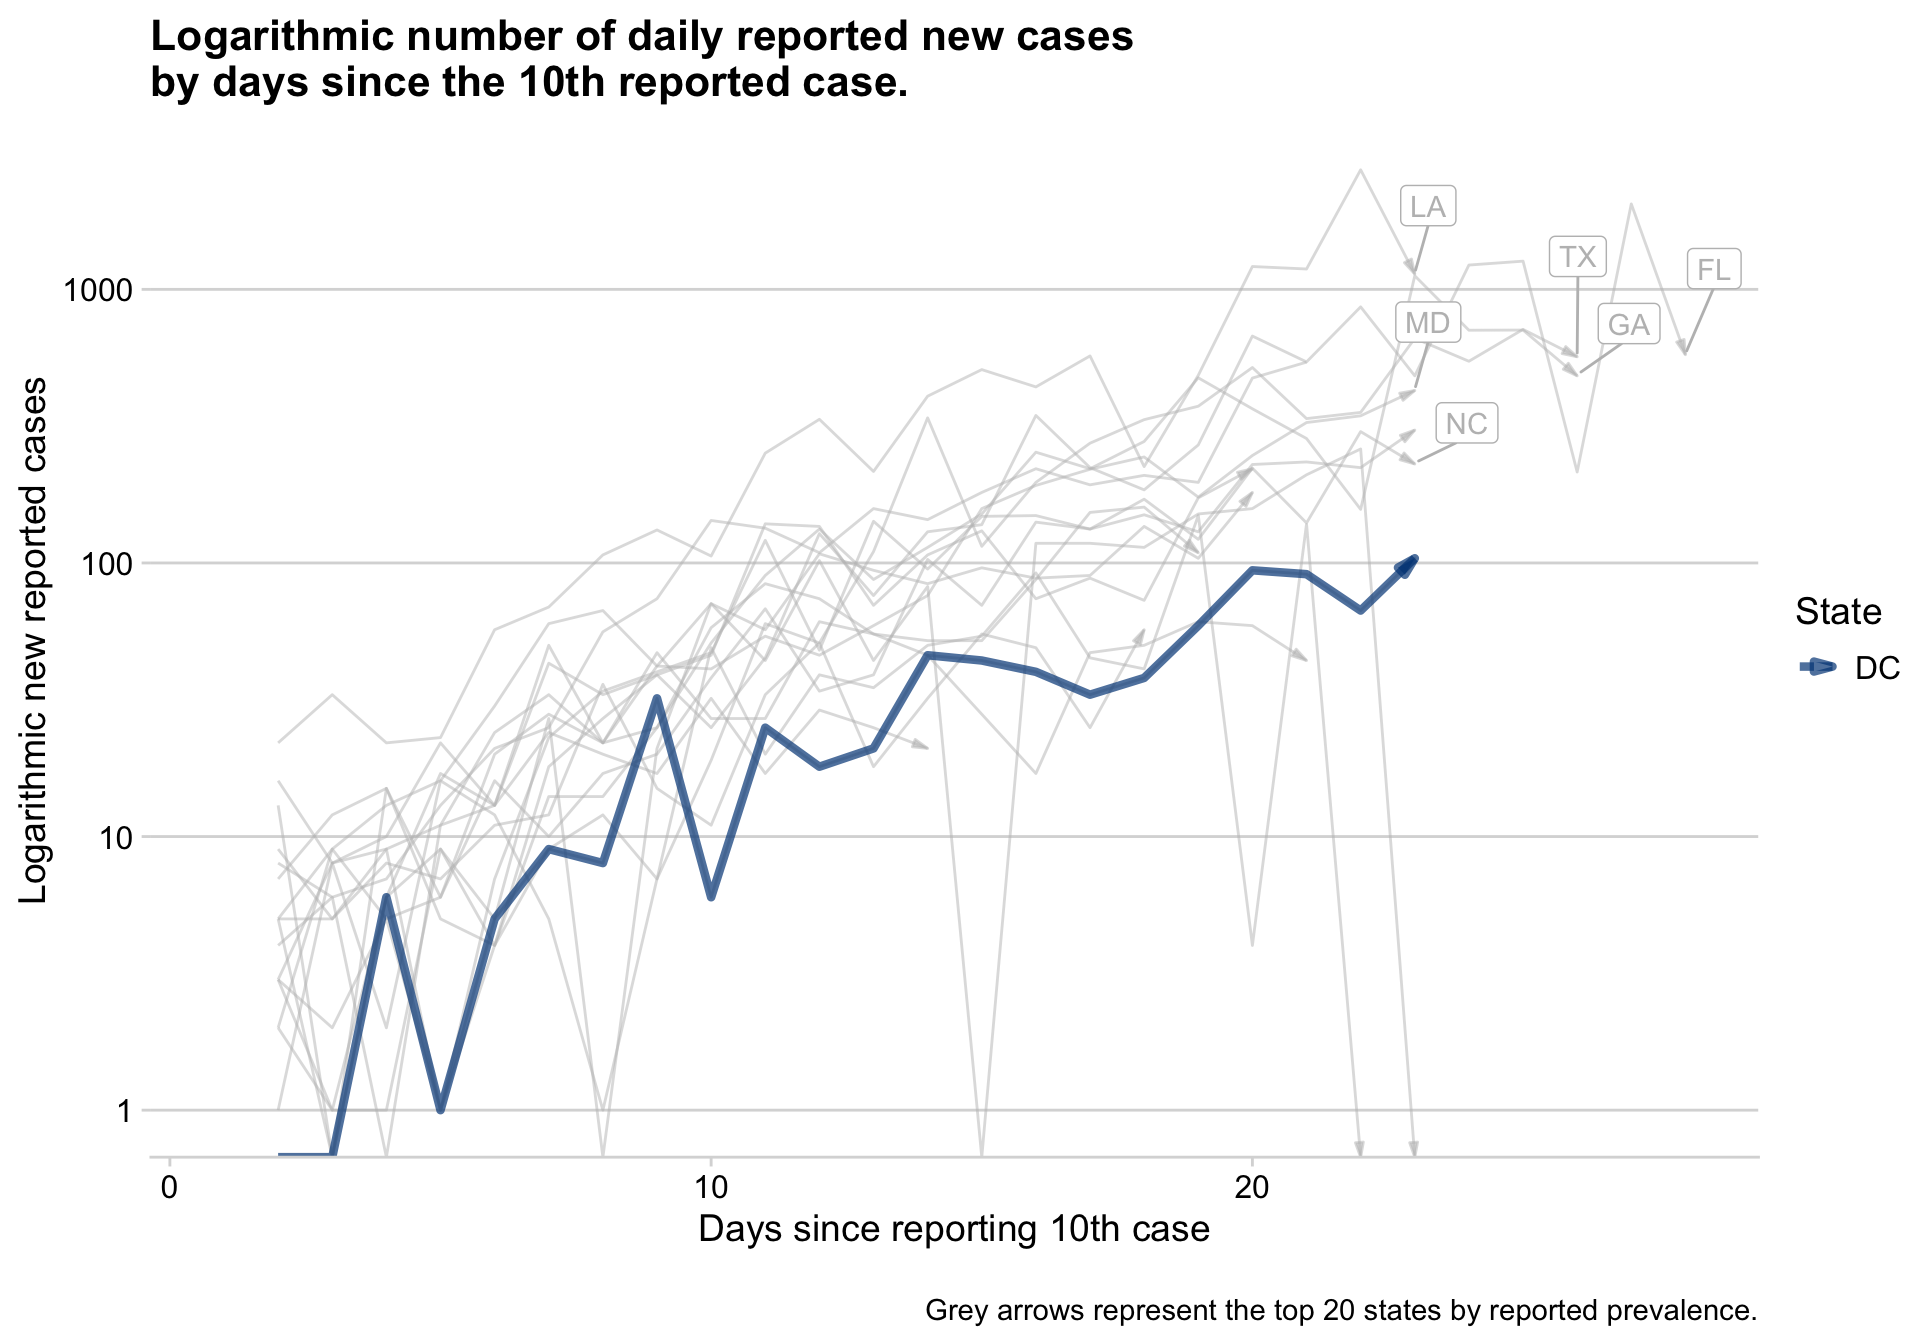 Logarithmic number of daily reported new cases
by days since the 10th reported case.
LA
TX
FL
MD
GA
NC
1000
100
10
1
Logarithmic new reported cases
State
DC
0
10
20
Days since reporting 10th case
Grey arrows represent the top 20 states by reported prevalence.